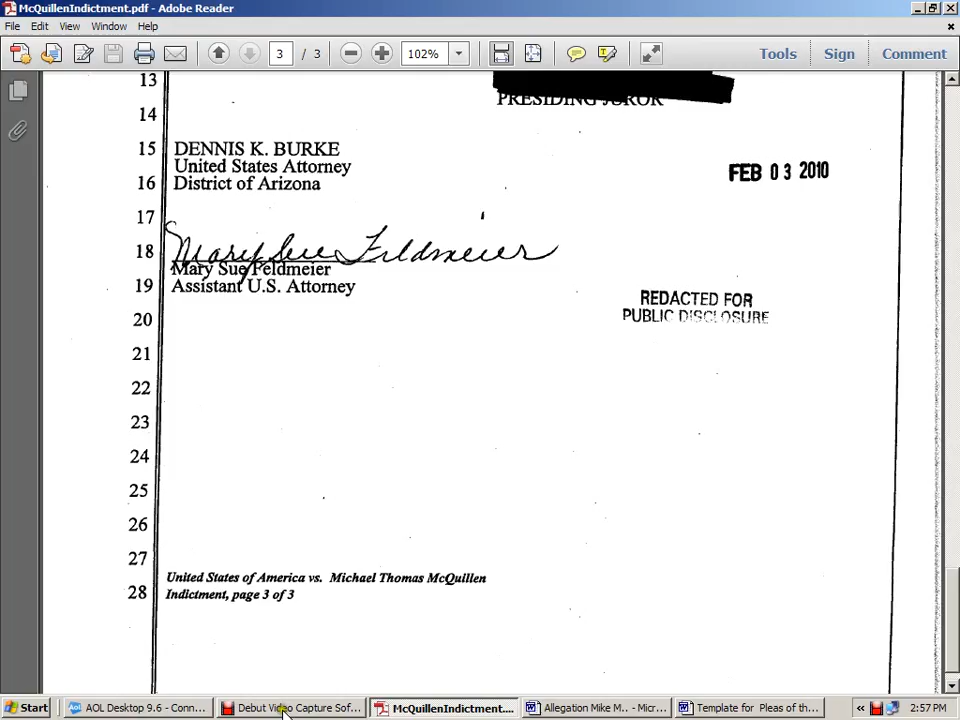 McQuillenIndictment.pdf - Adobe Reader
File Edit View Window Help
3 / 3 102% Tools Sign Comment
13
PRESIDING JUROR
14
15 DENNIS K. BURKE
United States Attorney
16 District of Arizona
FEB 03 2010
17
18 Mary Sue Feldmeier
Mary Sue Feldmeier
19 Assistant U.S. Attorney
REDACTED FOR
20 PUBLIC DISCLOSURE
21
22
23
24
25
26
27
United States of America vs. Michael Thomas McQuillen
28 Indictment, page 3 of 3
Start AOL Desktop 9.6 - Conn... Debut Video Capture Sof... McQuillenIndictment.... Allegation Mike M.. - Micr... Template for Pleas of th... « 2:57 PM